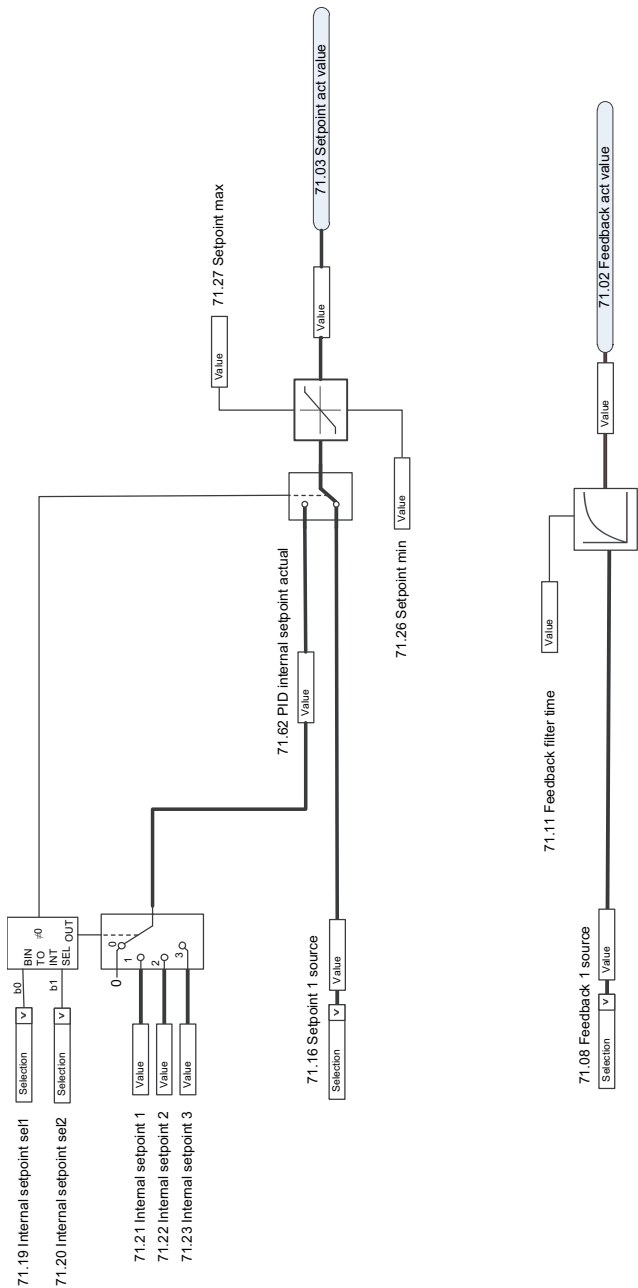 71.19 Internal setpoint sel1
Selection
v
b0
71.20 Internal setpoint sel2
Selection
v
b1
BIN
TO
INT
SEL
≠0
OUT
71.21 Internal setpoint 1
Value
71.22 Internal setpoint 2
Value
71.23 Internal setpoint 3
Value
0
0
1
2
3
71.62 PID internal setpoint actual
Value
71.16 Setpoint 1 source
Selection
v
Value
71.27 Setpoint max
Value
71.26 Setpoint min
Value
Value
71.03 Setpoint act value
71.11 Feedback filter time
Value
71.08 Feedback 1 source
Selection
v
Value
Value
71.02 Feedback act value